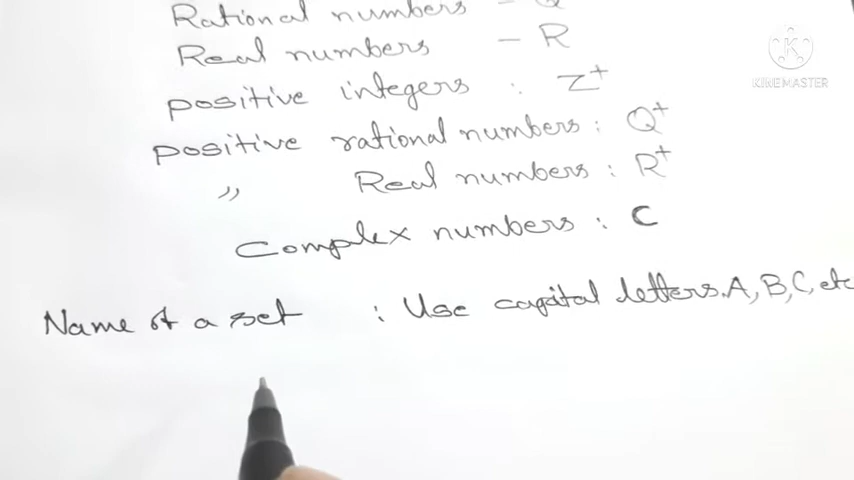 Rational numbers - Q
Real numbers - R
positive integers : Z+
positive rational numbers : Q+
" Real numbers : R+
Complex numbers : C
Name of a set : Use capital letters. A, B, C, etc
K
KINEMASTER